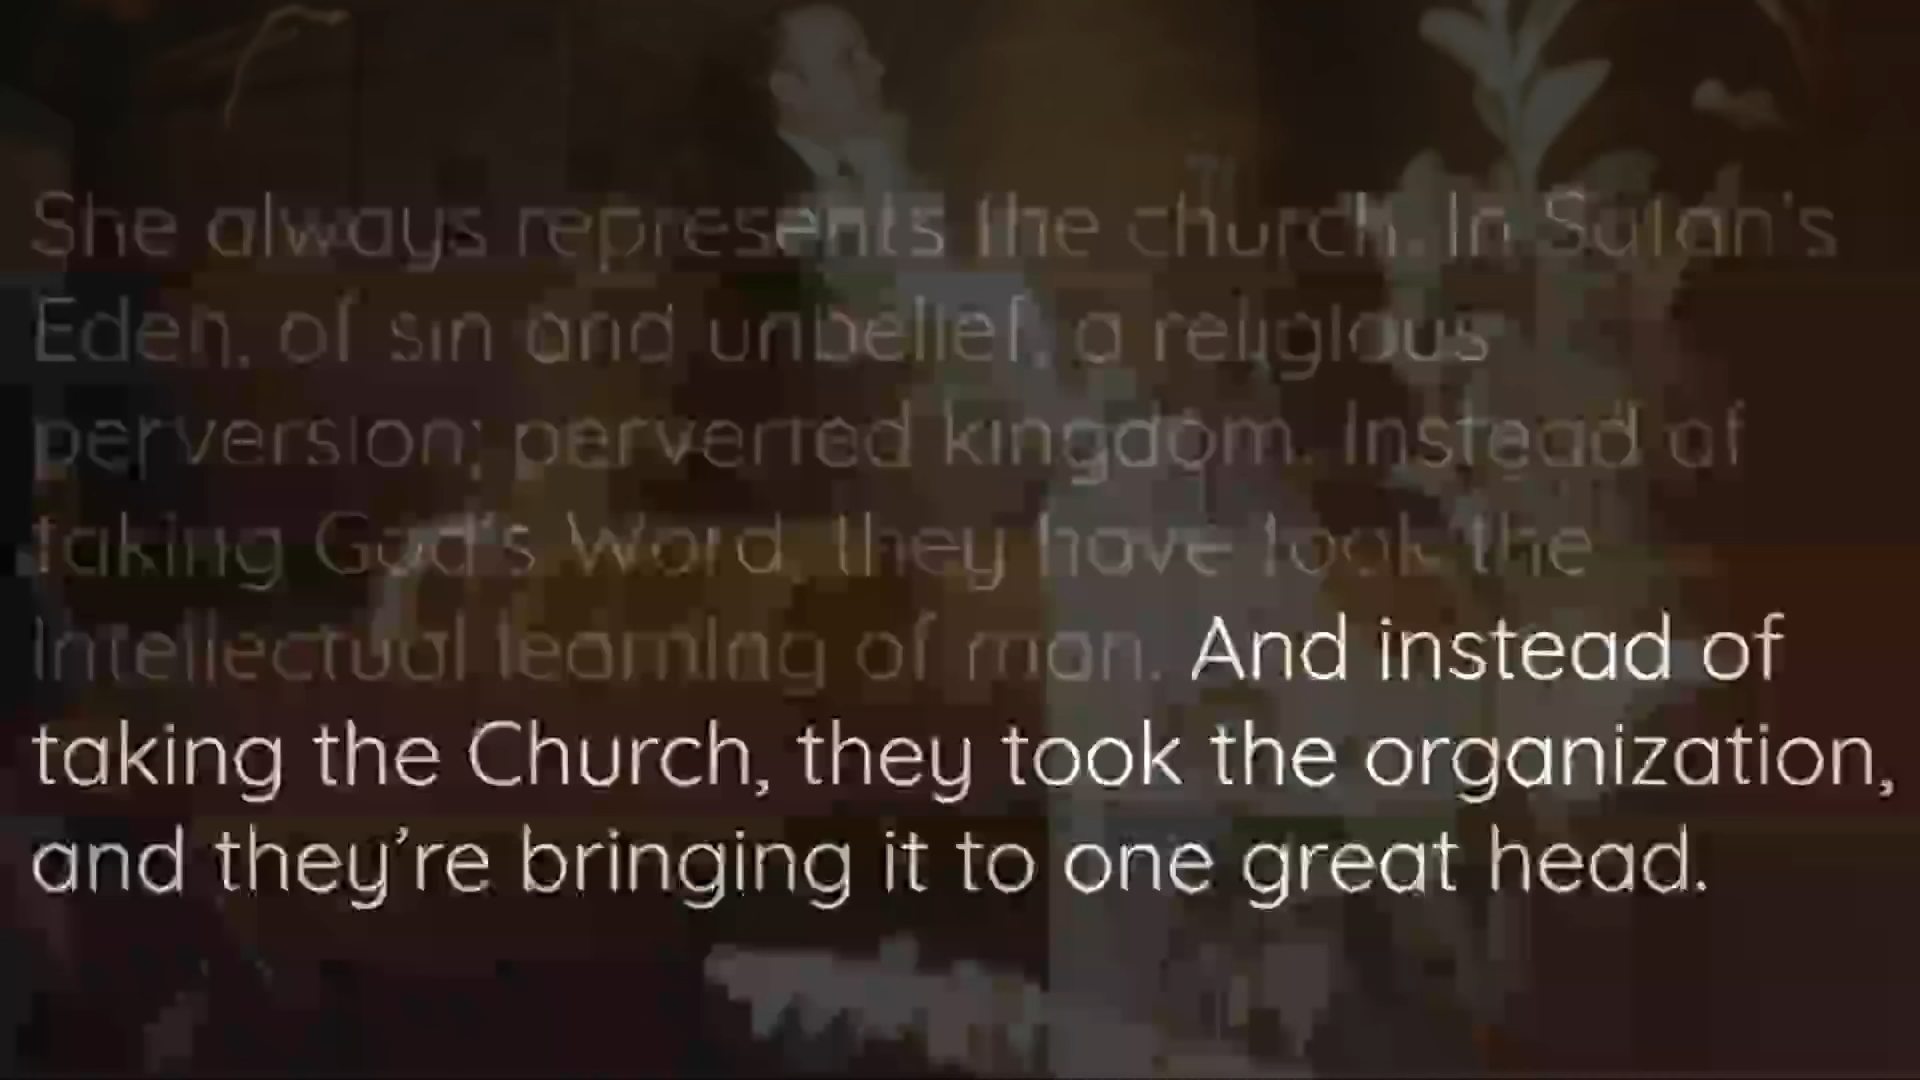 She always represents the church. In Satan's
Eden, of sin and unbelief, a religious
perversion; perverted kingdom. Instead of
taking God's Word, they have took the
intellectual learning of man. And instead of
taking the Church, they took the organization,
and they’re bringing it to one great head.